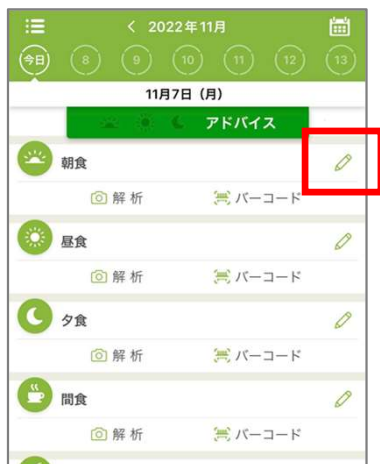 < 2022年11月
今日 8 9 10 11 12 13
11月7日（月）
アドバイス
朝食
解析 バーコード
昼食
解析 バーコード
夕食
解析 バーコード
間食
解析 バーコード